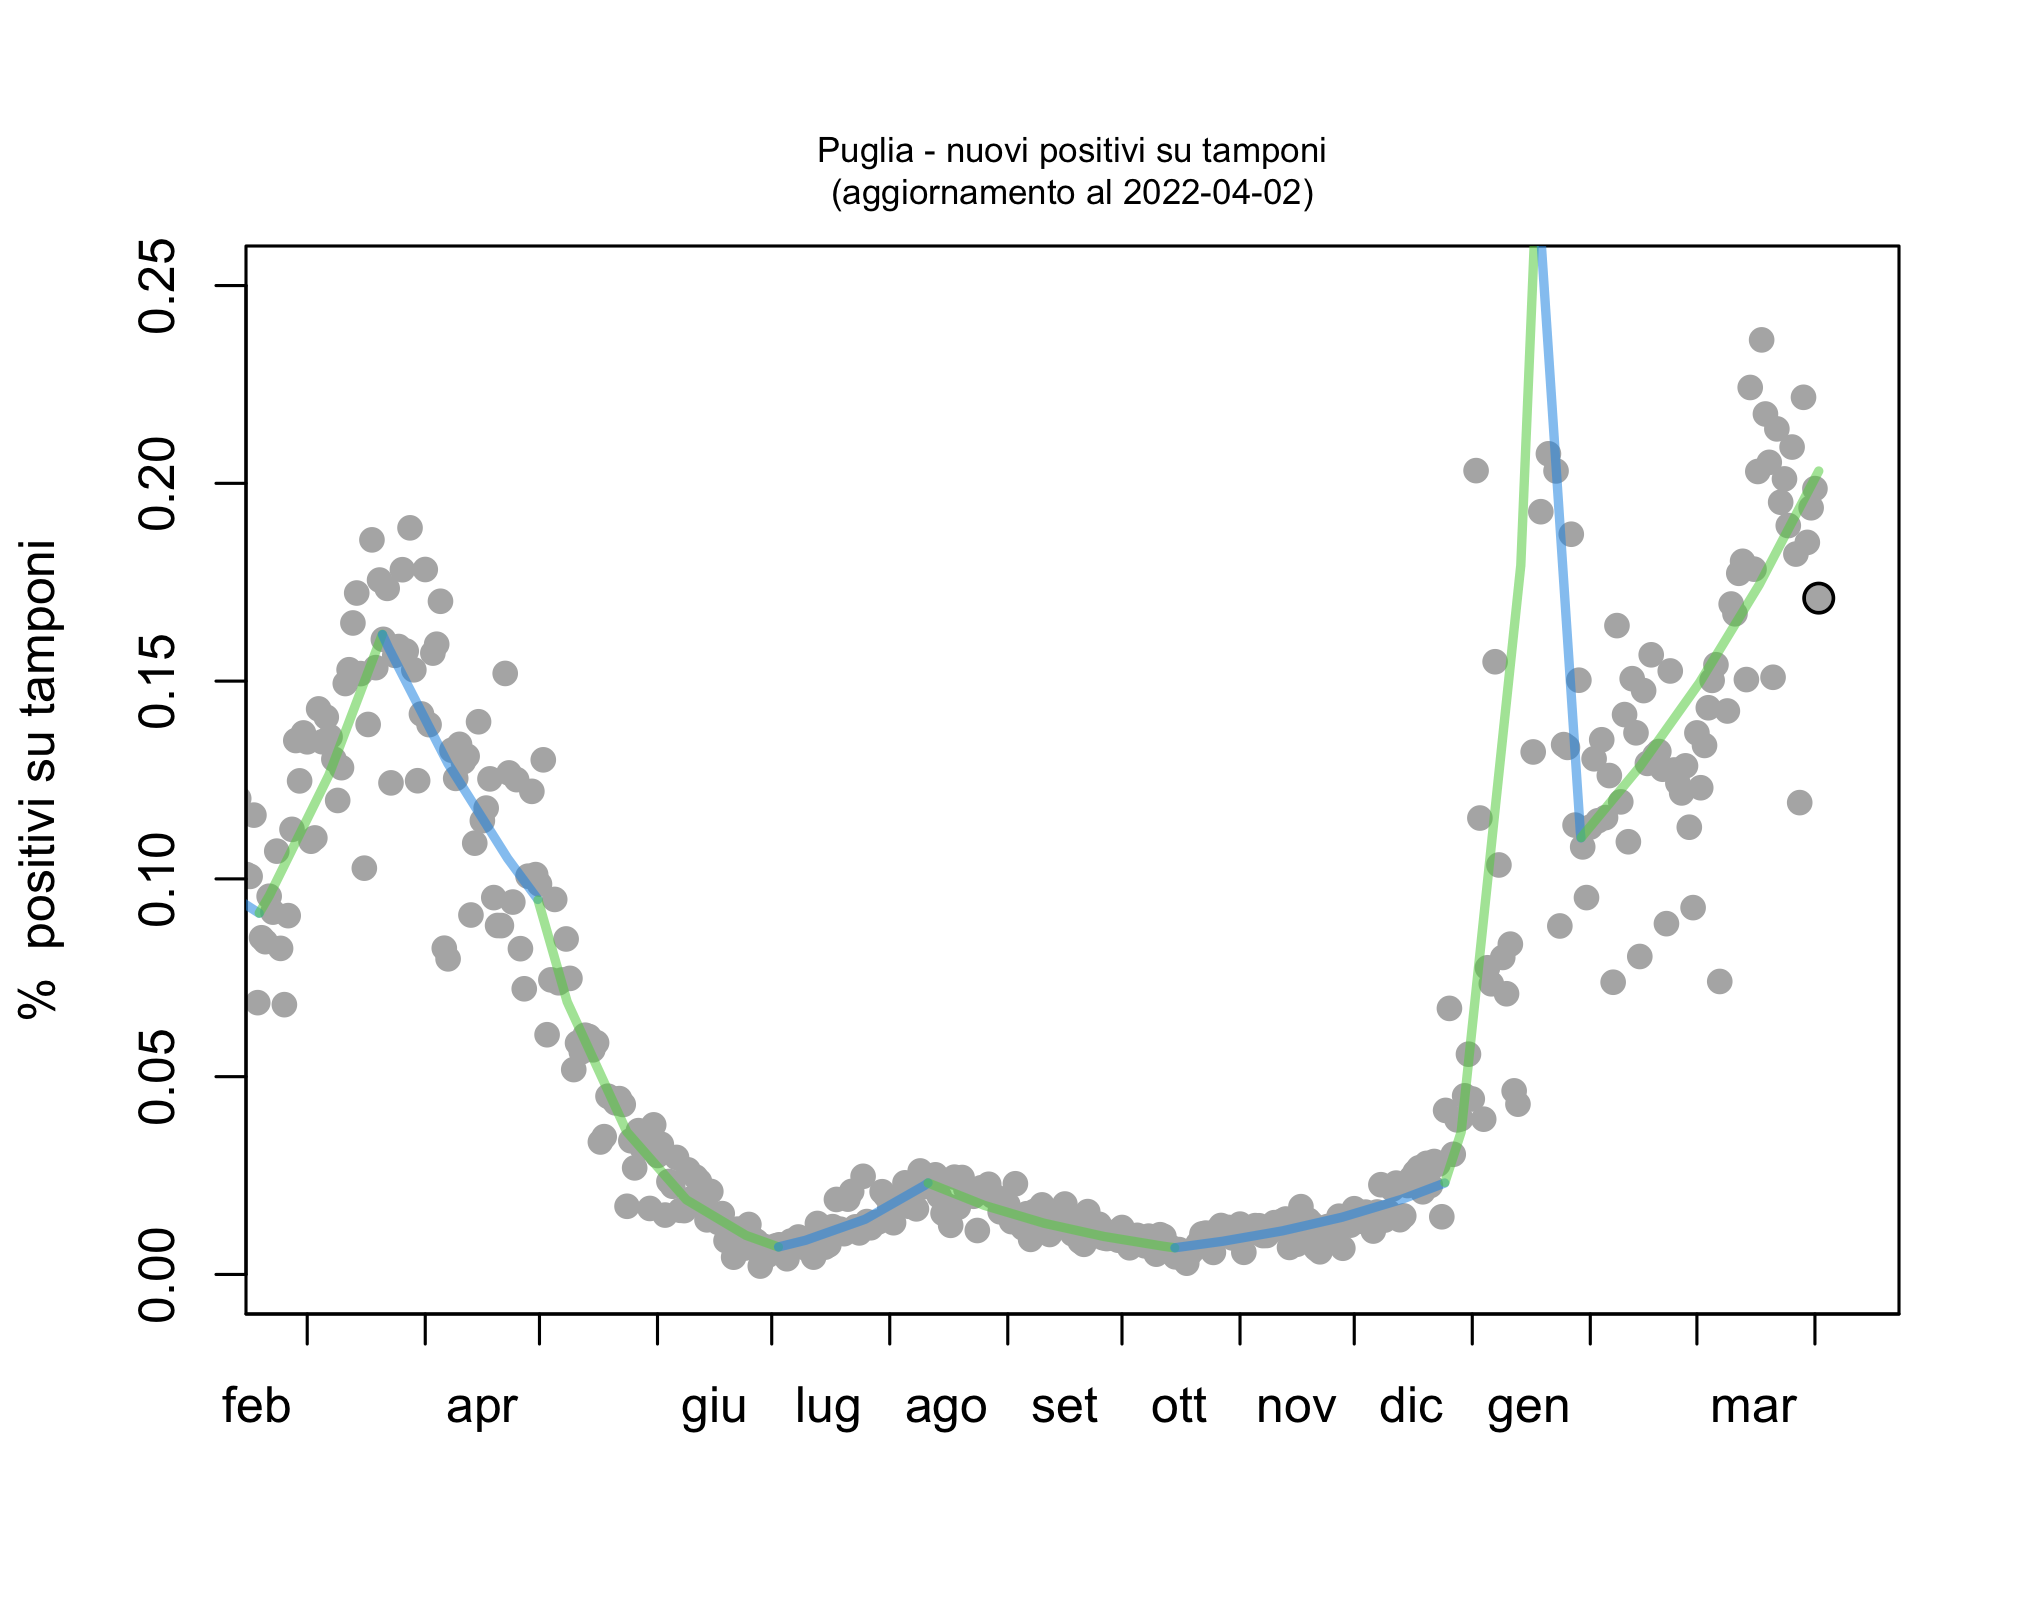 Puglia - nuovi positivi su tamponi
(aggiornamento al 2022-04-02)
% positivi su tamponi
0.25
0.20
0.15
0.10
0.05
0.00
feb apr giu lug ago set ott nov dic gen mar